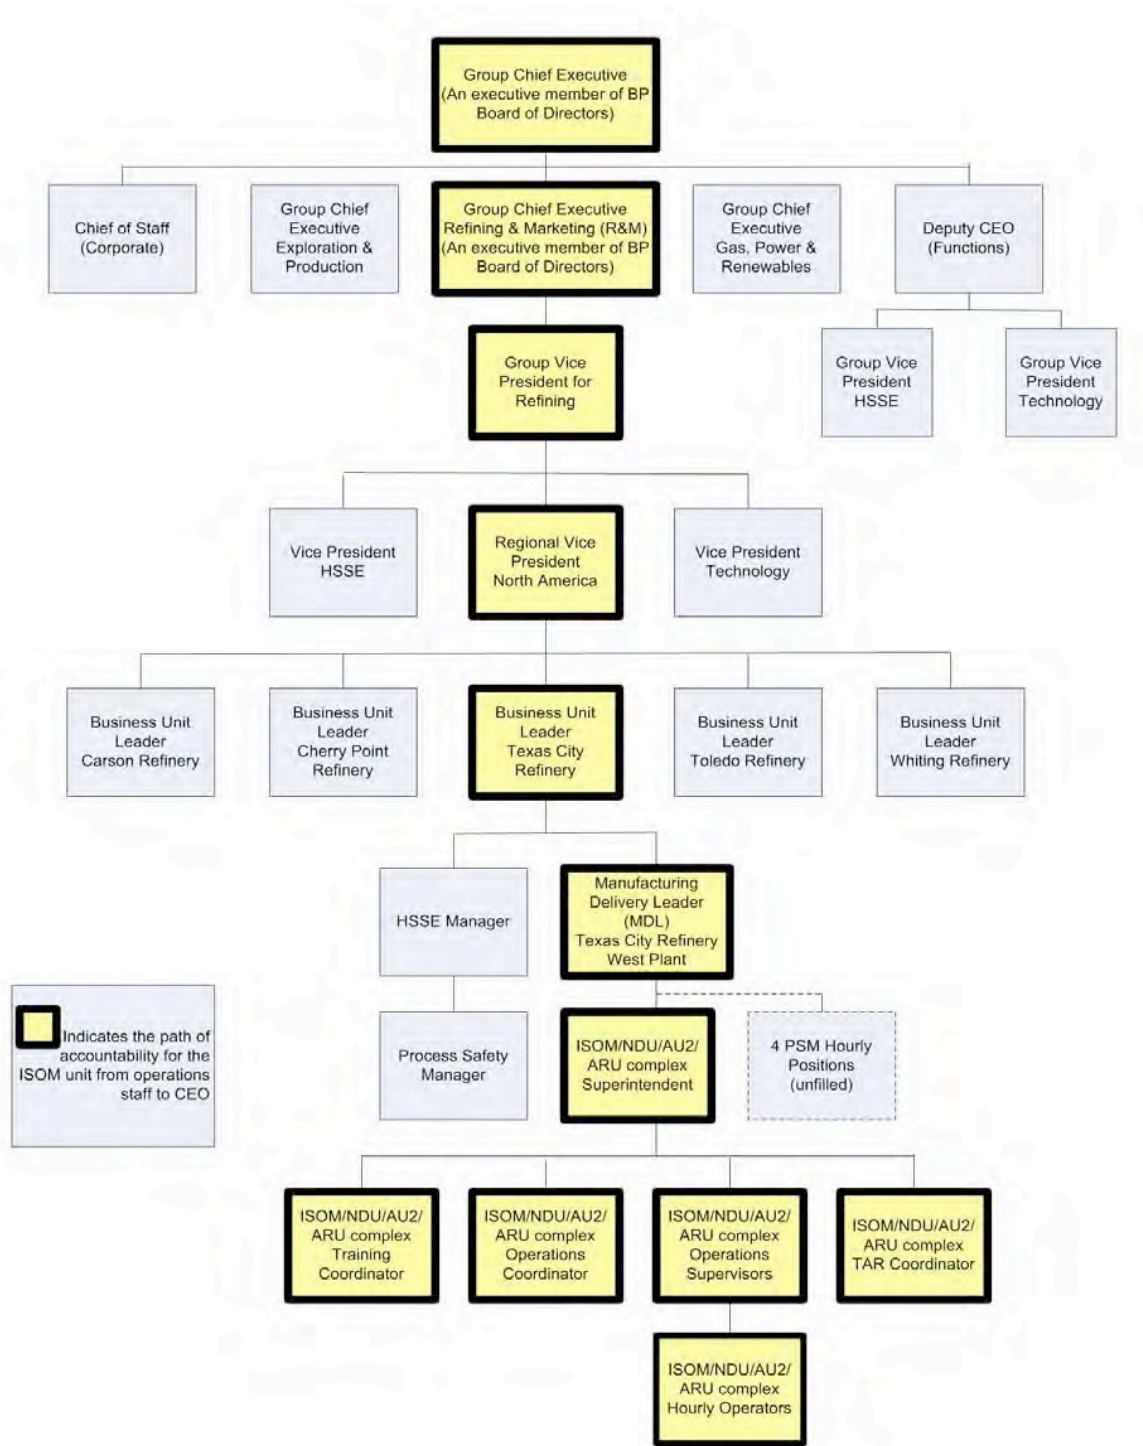 Group Chief Executive
(An executive member of BP
Board of Directors)
Chief of Staff
(Corporate)
Group Chief
Executive
Exploration &
Production
Group Chief Executive
Refining & Marketing (R&M)
(An executive member of BP
Board of Directors)
Group Chief
Executive
Gas, Power &
Renewables
Deputy CEO
(Functions)
Group Vice
President for
Refining
Group Vice
President
HSSE
Group Vice
President
Technology
Vice President
HSSE
Regional Vice
President
North America
Vice President
Technology
Business Unit
Leader
Carson Refinery
Business Unit
Leader
Cherry Point
Refinery
Business Unit
Leader
Texas City
Refinery
Business Unit
Leader
Toledo Refinery
Business Unit
Leader
Whiting Refinery
HSSE Manager
Manufacturing
Delivery Leader
(MDL)
Texas City Refinery
West Plant
Indicates the path of
accountability for the
ISOM unit from operations
staff to CEO
Process Safety
Manager
ISOM/NDU/AU2/
ARU complex
Superintendent
4 PSM Hourly
Positions
(unfilled)
ISOM/NDU/AU2/
ARU complex
Training
Coordinator
ISOM/NDU/AU2/
ARU complex
Operations
Coordinator
ISOM/NDU/AU2/
ARU complex
Operations
Supervisors
ISOM/NDU/AU2/
ARU complex
TAR Coordinator
ISOM/NDU/AU2/
ARU complex
Hourly Operators